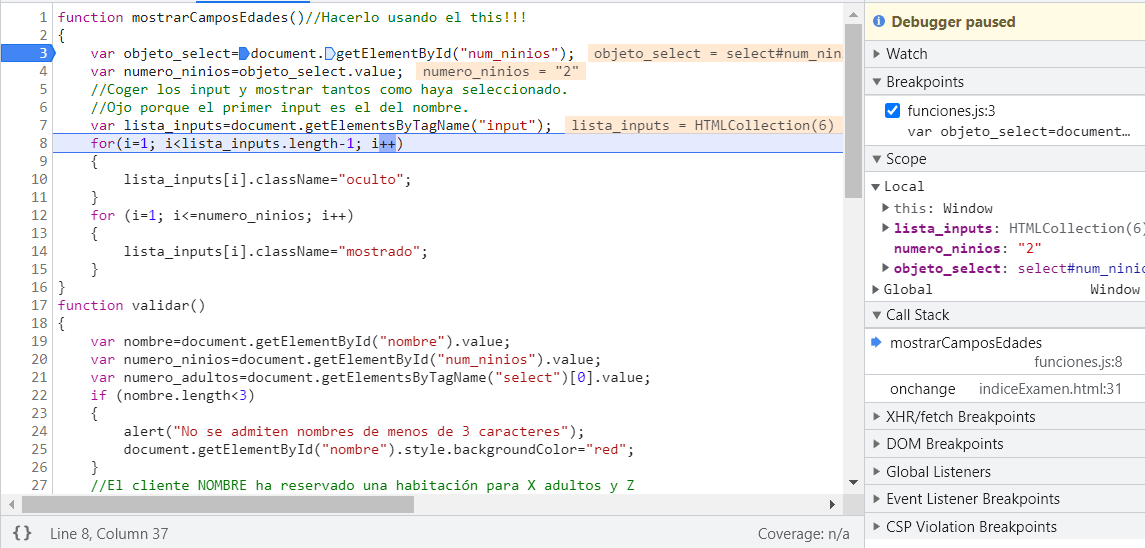 1 function mostrarCamposEdades()//Hacerlo usando el this!!!
2 {
3 var objeto_select=document.getElementById("num_ninios"); objeto_select = select#num_nin
4 var numero_ninios=objeto_select.value; numero_ninios = "2"
5 //Coger los input y mostrar tantos como haya seleccionado.
6 //Ojo porque el primer input es el del nombre.
7 var lista_inputs=document.getElementsByTagName("input"); lista_inputs = HTMLCollection(6)
8 for(i=1; i<lista_inputs.length-1; i++)
9 {
10 lista_inputs[i].className="oculto";
11 }
12 for (i=1; i<=numero_ninios; i++)
13 {
14 lista_inputs[i].className="mostrado";
15 }
16 }
17 function validar()
18 {
19 var nombre=document.getElementById("nombre").value;
20 var numero_ninios=document.getElementById("num_ninios").value;
21 var numero_adultos=document.getElementsByTagName("select")[0].value;
22 if (nombre.length<3)
23 {
24 alert("No se admiten nombres de menos de 3 caracteres");
25 document.getElementById("nombre").style.backgroundColor="red";
26 }
27 //El cliente NOMBRE ha reservado una habitación para X adultos y Z
{} Line 8, Column 37 Coverage: n/a
Debugger paused
Watch
Breakpoints
funciones.js:3
var objeto_select=document…
Scope
Local
this: Window
lista_inputs: HTMLCollection(6)
numero_ninios: "2"
objeto_select: select#num_ninic
Global Window
Call Stack
mostrarCamposEdades
funciones.js:8
onchange indiceExamen.html:31
XHR/fetch Breakpoints
DOM Breakpoints
Global Listeners
Event Listener Breakpoints
CSP Violation Breakpoints